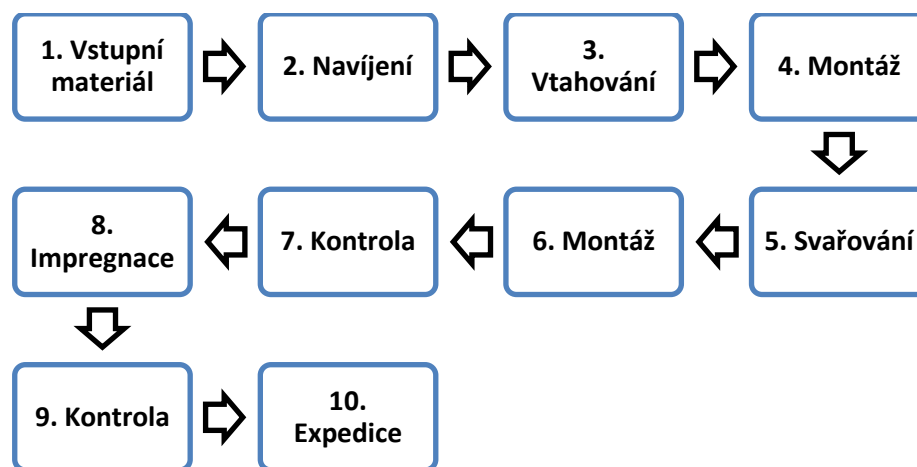 1. Vstupní
materiál
2. Navíjení
3.
Vtahování
4. Montáž
5. Svařování
6. Montáž
7. Kontrola
8.
Impregnace
9. Kontrola
10.
Expedice